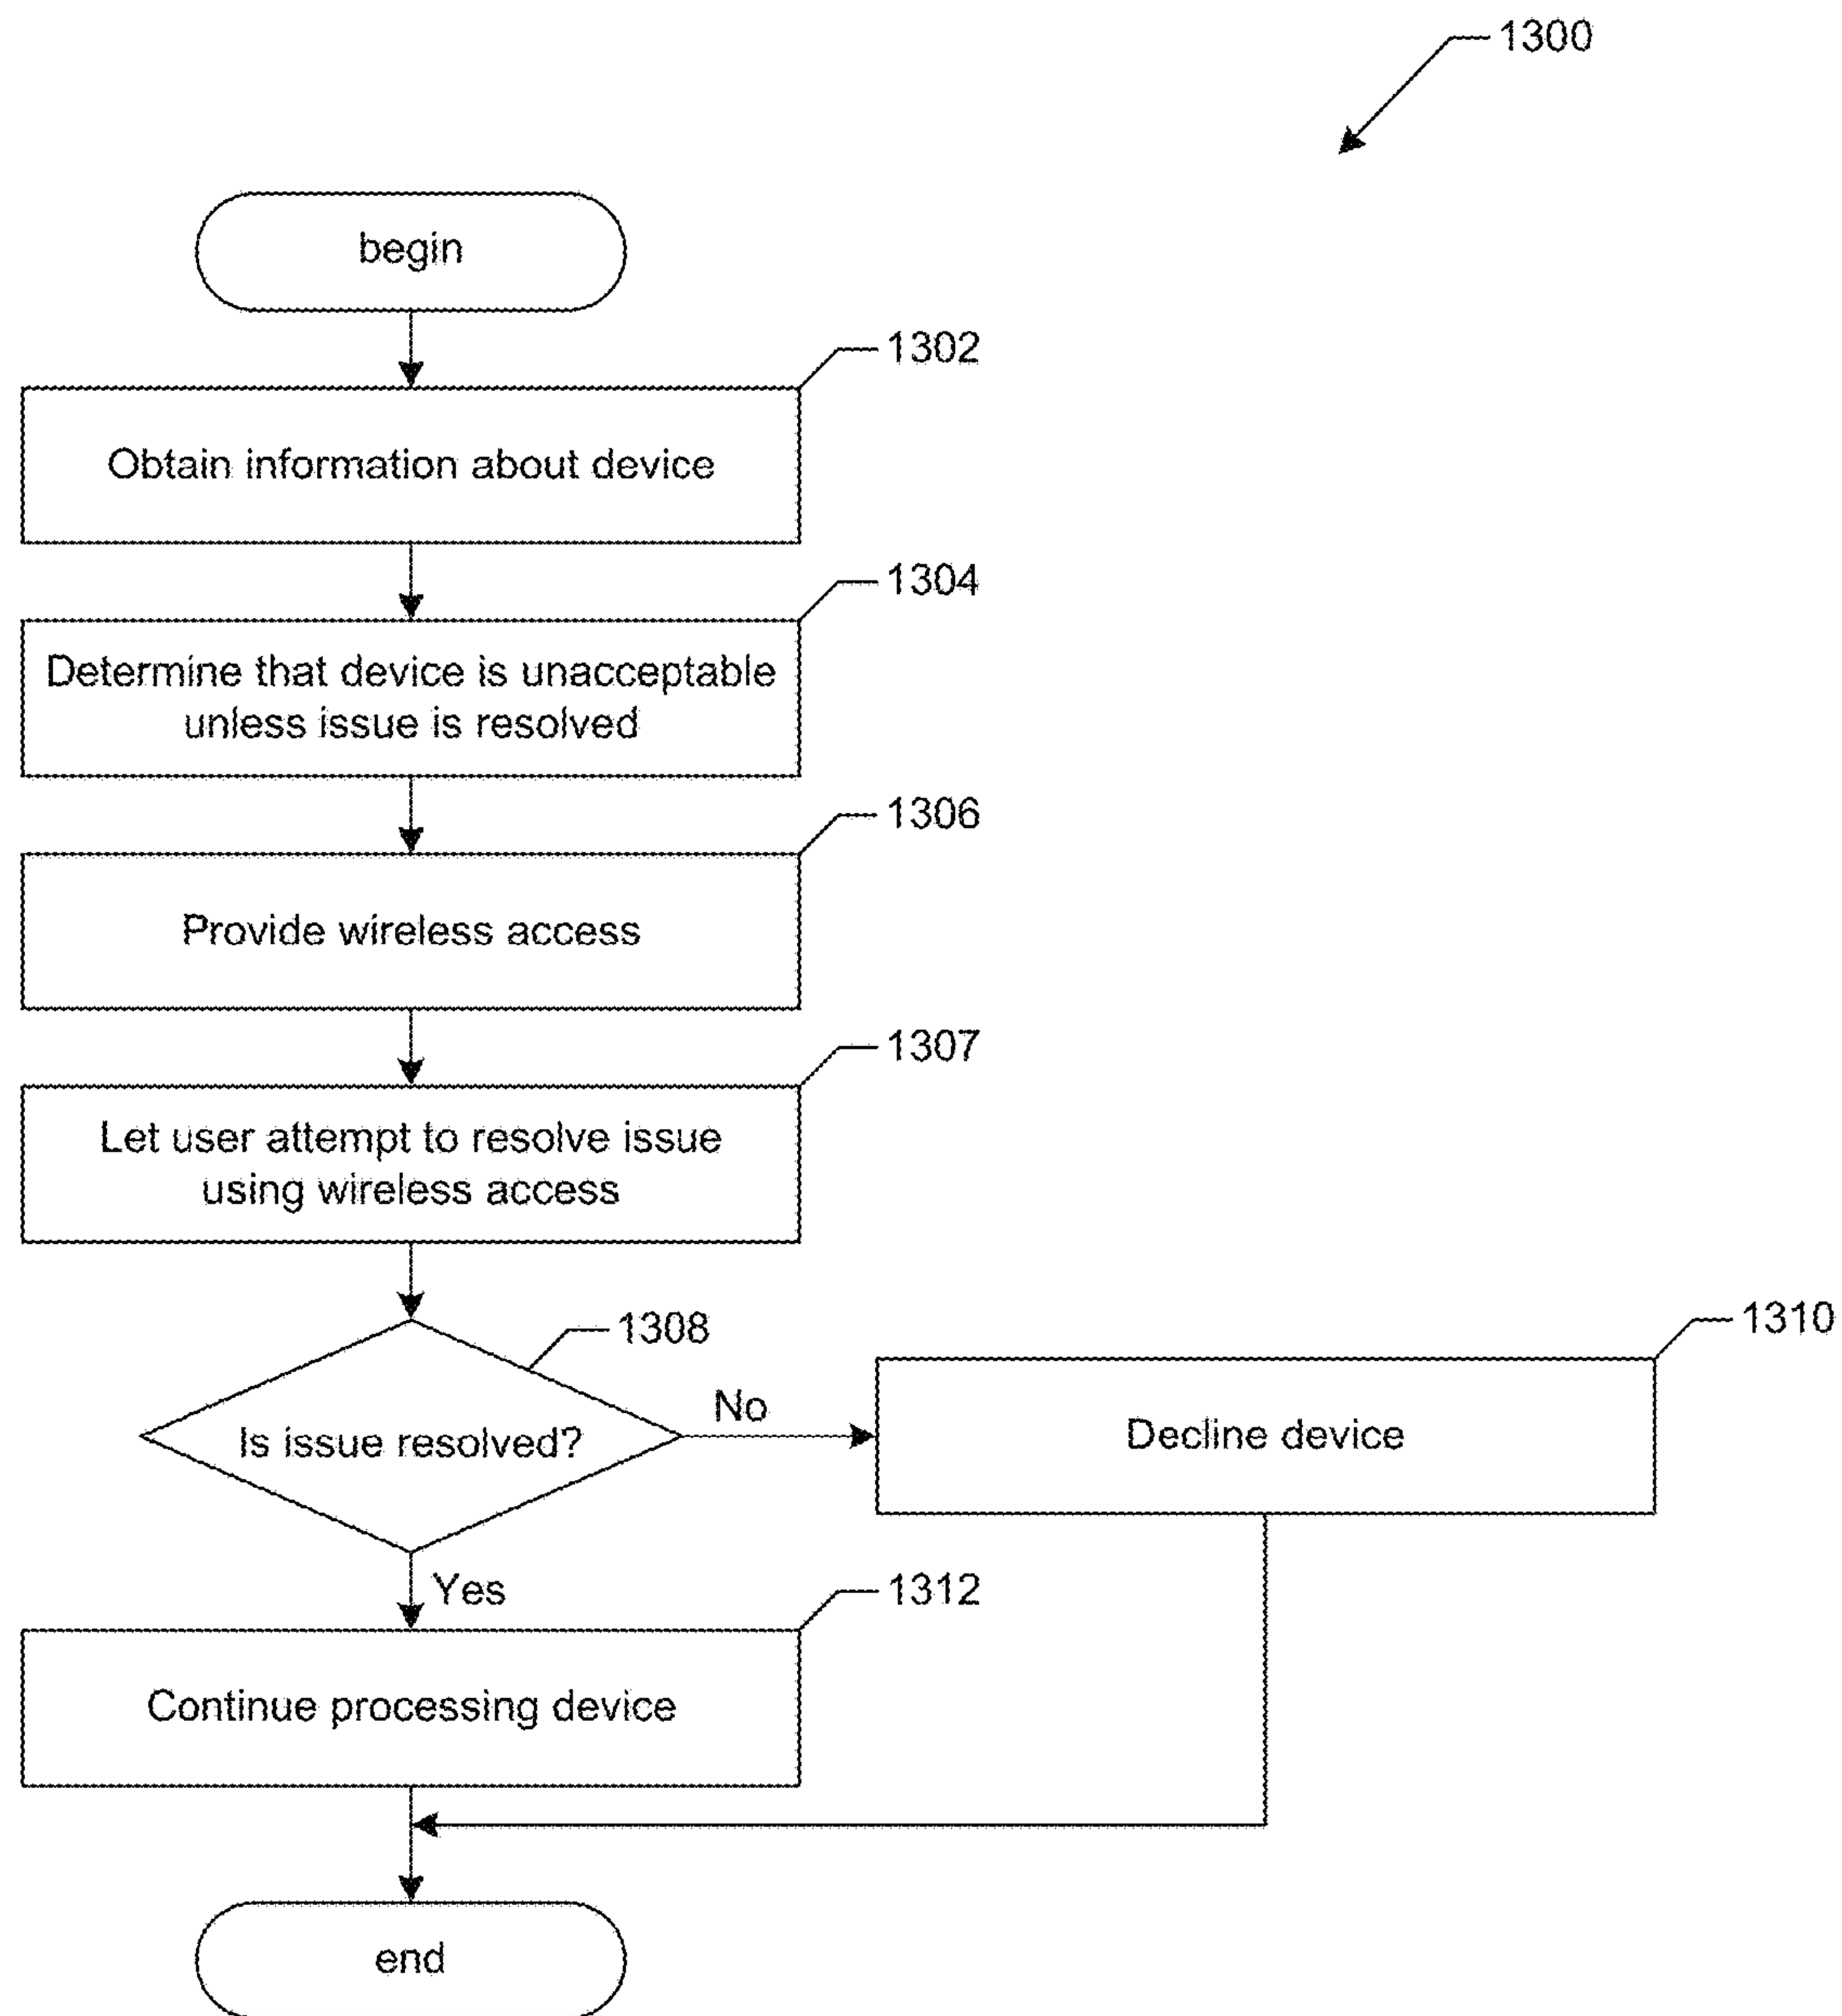 1300
begin
1302
Obtain information about device
1304
Determine that device is unacceptable
unless issue is resolved
1306
Provide wireless access
1307
Let user attempt to resolve issue
using wireless access
1308
Is issue resolved?
No
1310
Decline device
Yes
1312
Continue processing device
end